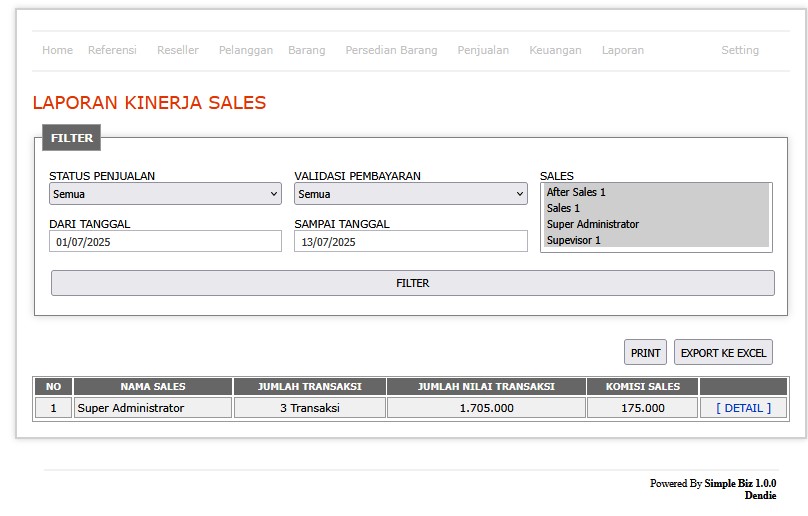 Home Referensi Reseller Pelanggan Barang Persedian Barang Penjualan Keuangan Laporan Setting
LAPORAN KINERJA SALES
FILTER
STATUS PENJUALAN VALIDASI PEMBAYARAN SALES
Semua Semua
After Sales 1
Sales 1
Super Administrator
Supevisor 1
DARI TANGGAL SAMPAI TANGGAL
01/07/2025 13/07/2025
FILTER
PRINT EXPORT KE EXCEL
NO NAMA SALES JUMLAH TRANSAKSI JUMLAH NILAI TRANSAKSI KOMISI SALES
1 Super Administrator 3 Transaksi 1.705.000 175.000 [ DETAIL ]
Powered By Simple Biz 1.0.0
Dendie